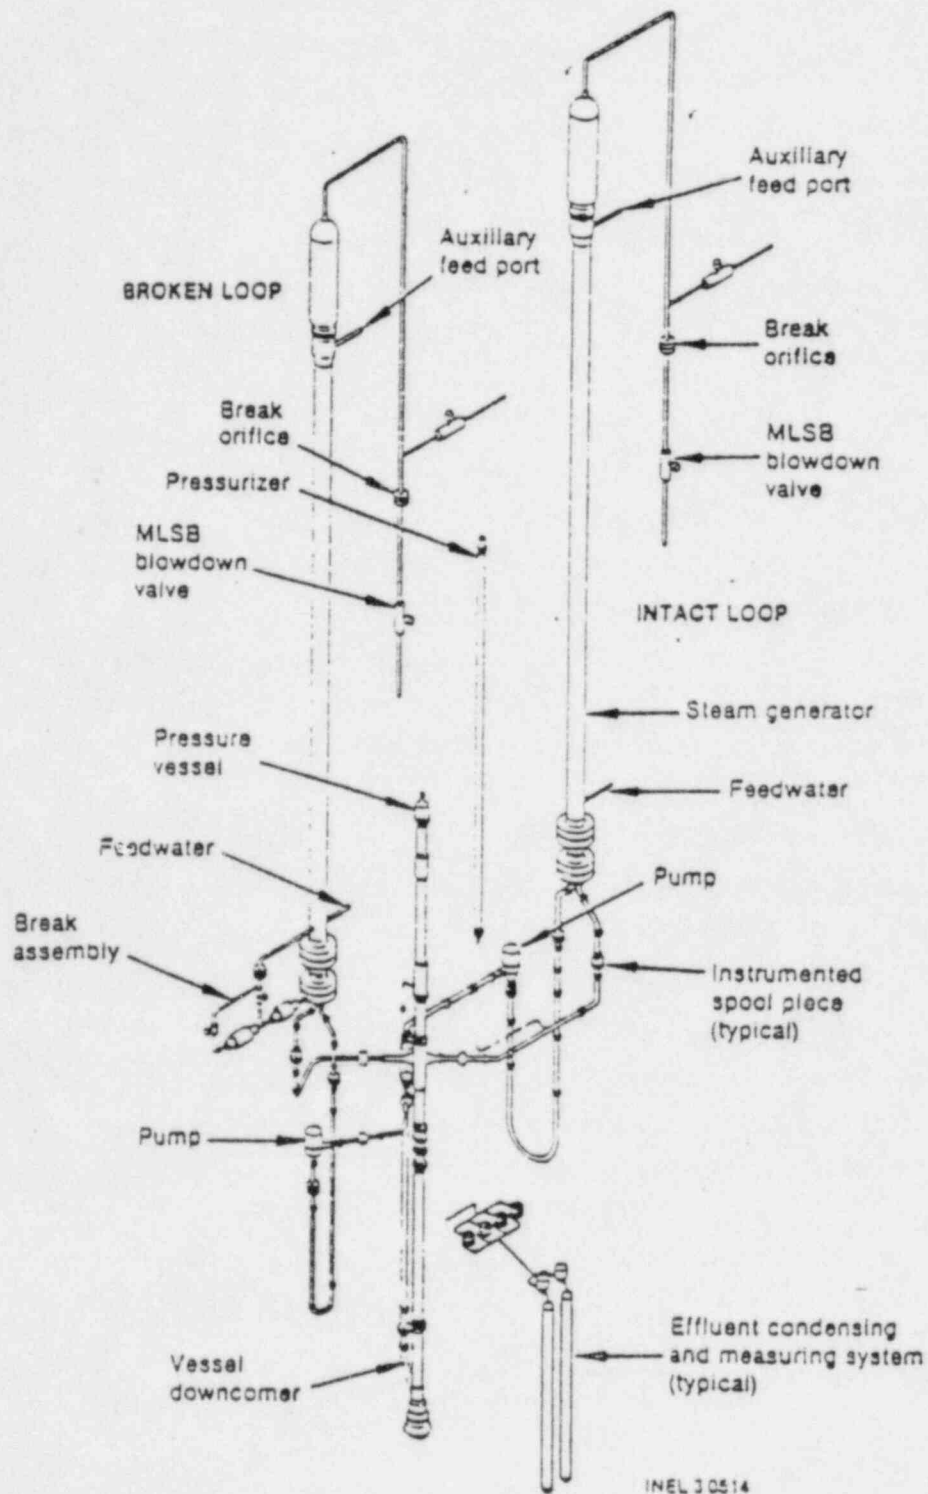 Auxiliary
feed port
Auxillary
feed port
BROKEN LOOP
Break
orifice
Break
orifice
Pressurizer
MLSB
blowdown
valve
MLSB
blowdown
valve
INTACT LOOP
Steam generator
Pressure
vessel
Feedwater
Feedwater
Pump
Break
assembly
Instrumented
spool piece
(typical)
Pump
Effluent condensing
and measuring system
(typical)
Vessel
downcomer
INEL 3 0514